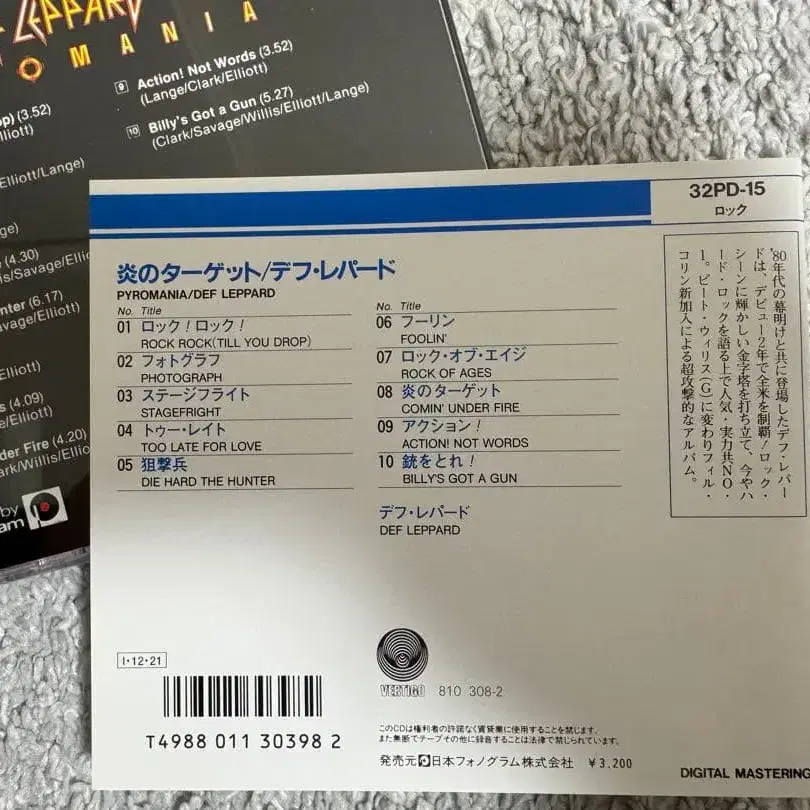 LEPPARD
OMANIA
9 Action! Not Words (3.52)
(Lange/Clark/Elliott)
10 Billy's Got a Gun (5.27)
(Clark/Savage/Willis/Elliott/Lange)
(3.52)
Elliott)
Elliott/Lange)
(4.30)
is/Savage/Elliott
nter (6.17)
avage/Elliott
Elliott)
s (4.09)
Elliott)
der Fire (4.20)
by
am
32PD-15
ロック
炎のターゲット/デフ・レパード
PYROMANIA/DEF LEPPARD
No. Title
01 ロック!ロック!
ROCK ROCK(TILL YOU DROP)
02 フォトグラフ
PHOTOGRAPH
03 ステージフライト
STAGEFRIGHT
04 トゥー・レイト
TOO LATE FOR LOVE
05 狙撃兵
DIE HARD THE HUNTER
No. Title
06 フーリン
FOOLIN'
07 ロック・オブ・エイジ
ROCK OF AGES
08 炎のターゲット
COMIN' UNDER FIRE
09 アクション!
ACTION! NOT WORDS
10 銃をとれ!
BILLY'S GOT A GUN
デフ・レパード
DEF LEPPARD
'80年代の幕明けと共に登場したデフ・レパー
ドは、デビュー2年で全米を制覇!ロック・
シーンに輝かしい金字塔を打ち立て、今やハ
ード・ロックを語る上で人気・実力共NO・
1。ピート・ウィリス(G)に変わりフィル・
コリン新加入による超攻撃的なアルバム。
I・12・21
T4988 011 30398 2
VERTIGO 810 308-2
このCDは権利者の許諾なく賃貸業に使用することを禁じます。
また無断でテープその他に録音することは法律で禁じられています。
発売元 日本フォノグラム株式会社 ¥3,200
DIGITAL MASTERING